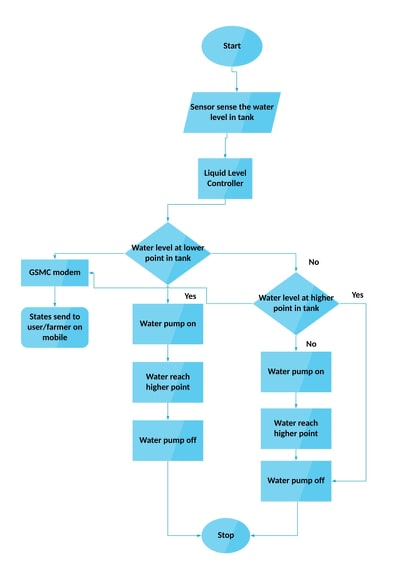 Start
Sensor sense the water
level in tank
Liquid Level
Controller
Water level at lower
point in tank
No
GSMC modem
Water level at higher
point in tank
Yes
Yes
States send to
user/farmer on
mobile
Water pump on
No
Water pump on
Water reach
higher point
Water reach
higher point
Water pump off
Water pump off
Stop